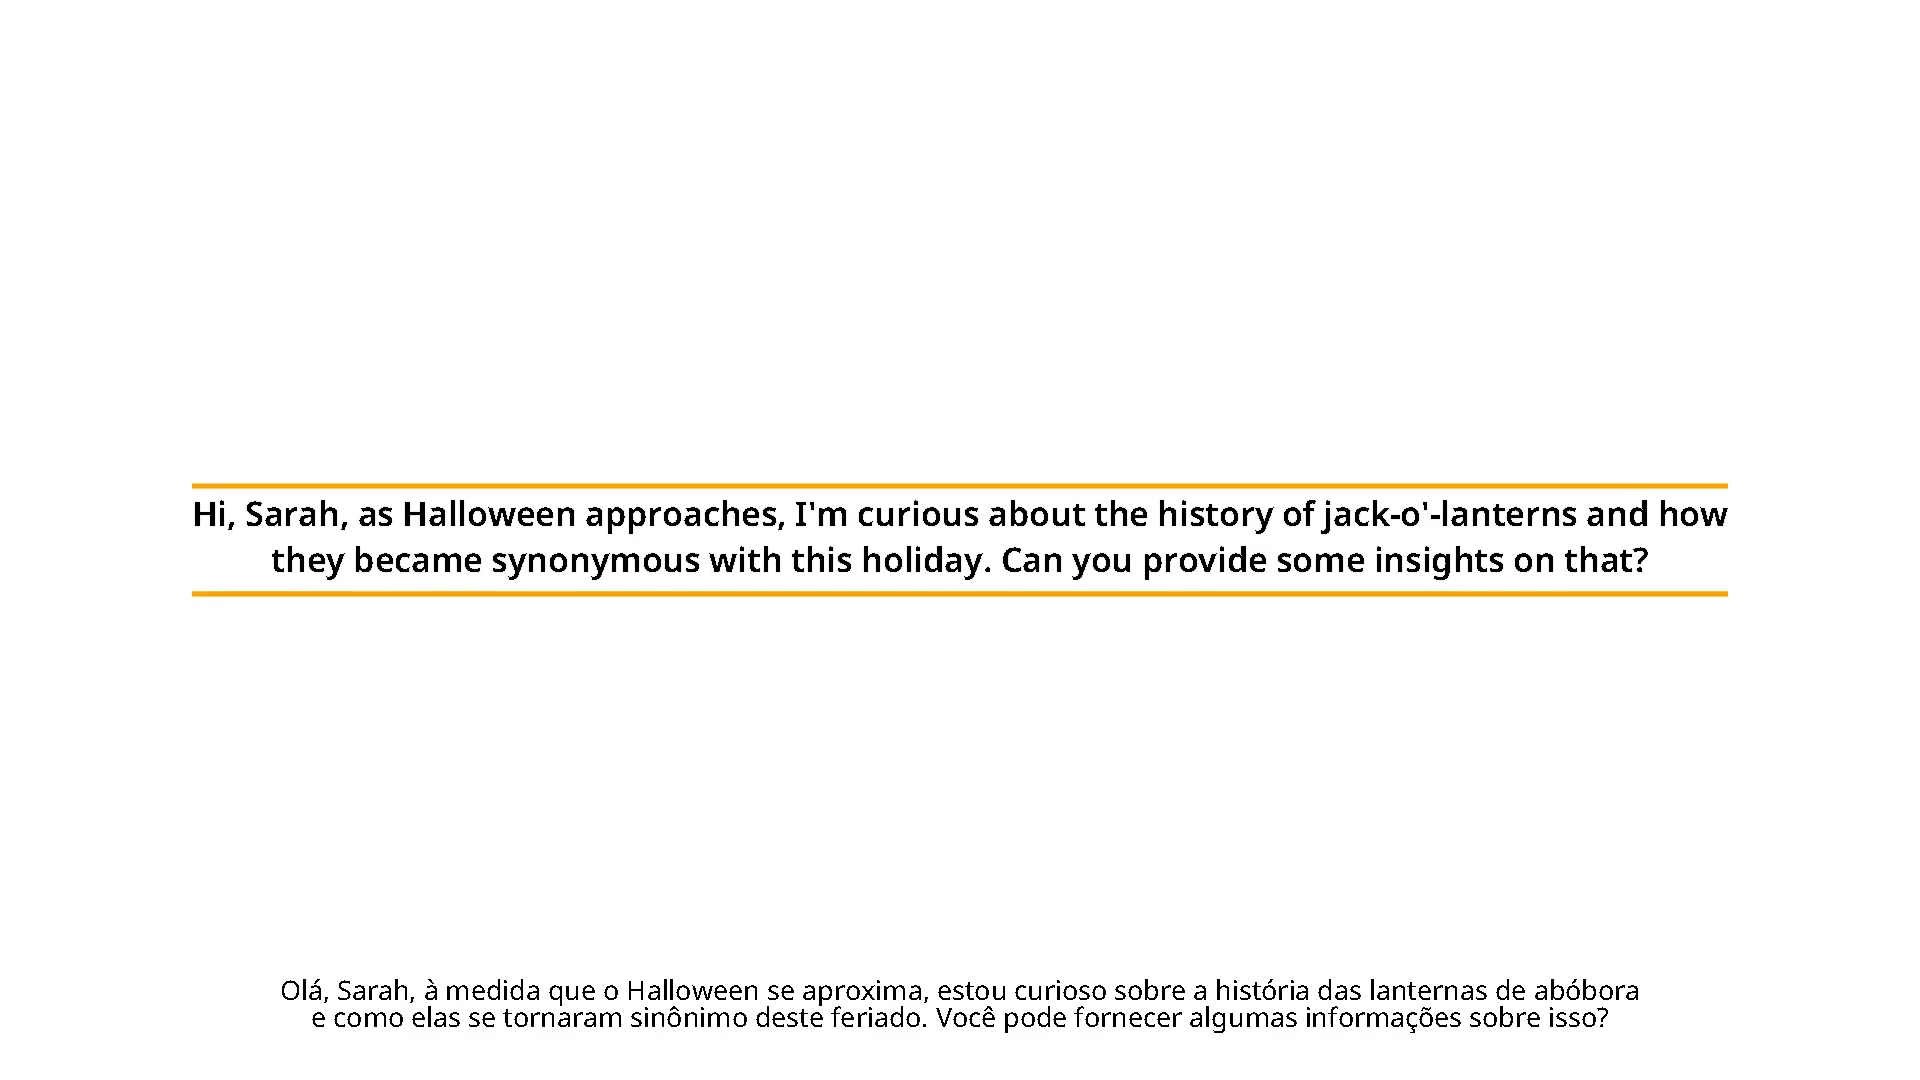 Hi, Sarah, as Halloween approaches, I'm curious about the history of jack-o'-lanterns and how
they became synonymous with this holiday. Can you provide some insights on that?
Olá, Sarah, à medida que o Halloween se aproxima, estou curioso sobre a história das lanternas de abóbora
e como elas se tornaram sinônimo deste feriado. Você pode fornecer algumas informações sobre isso?